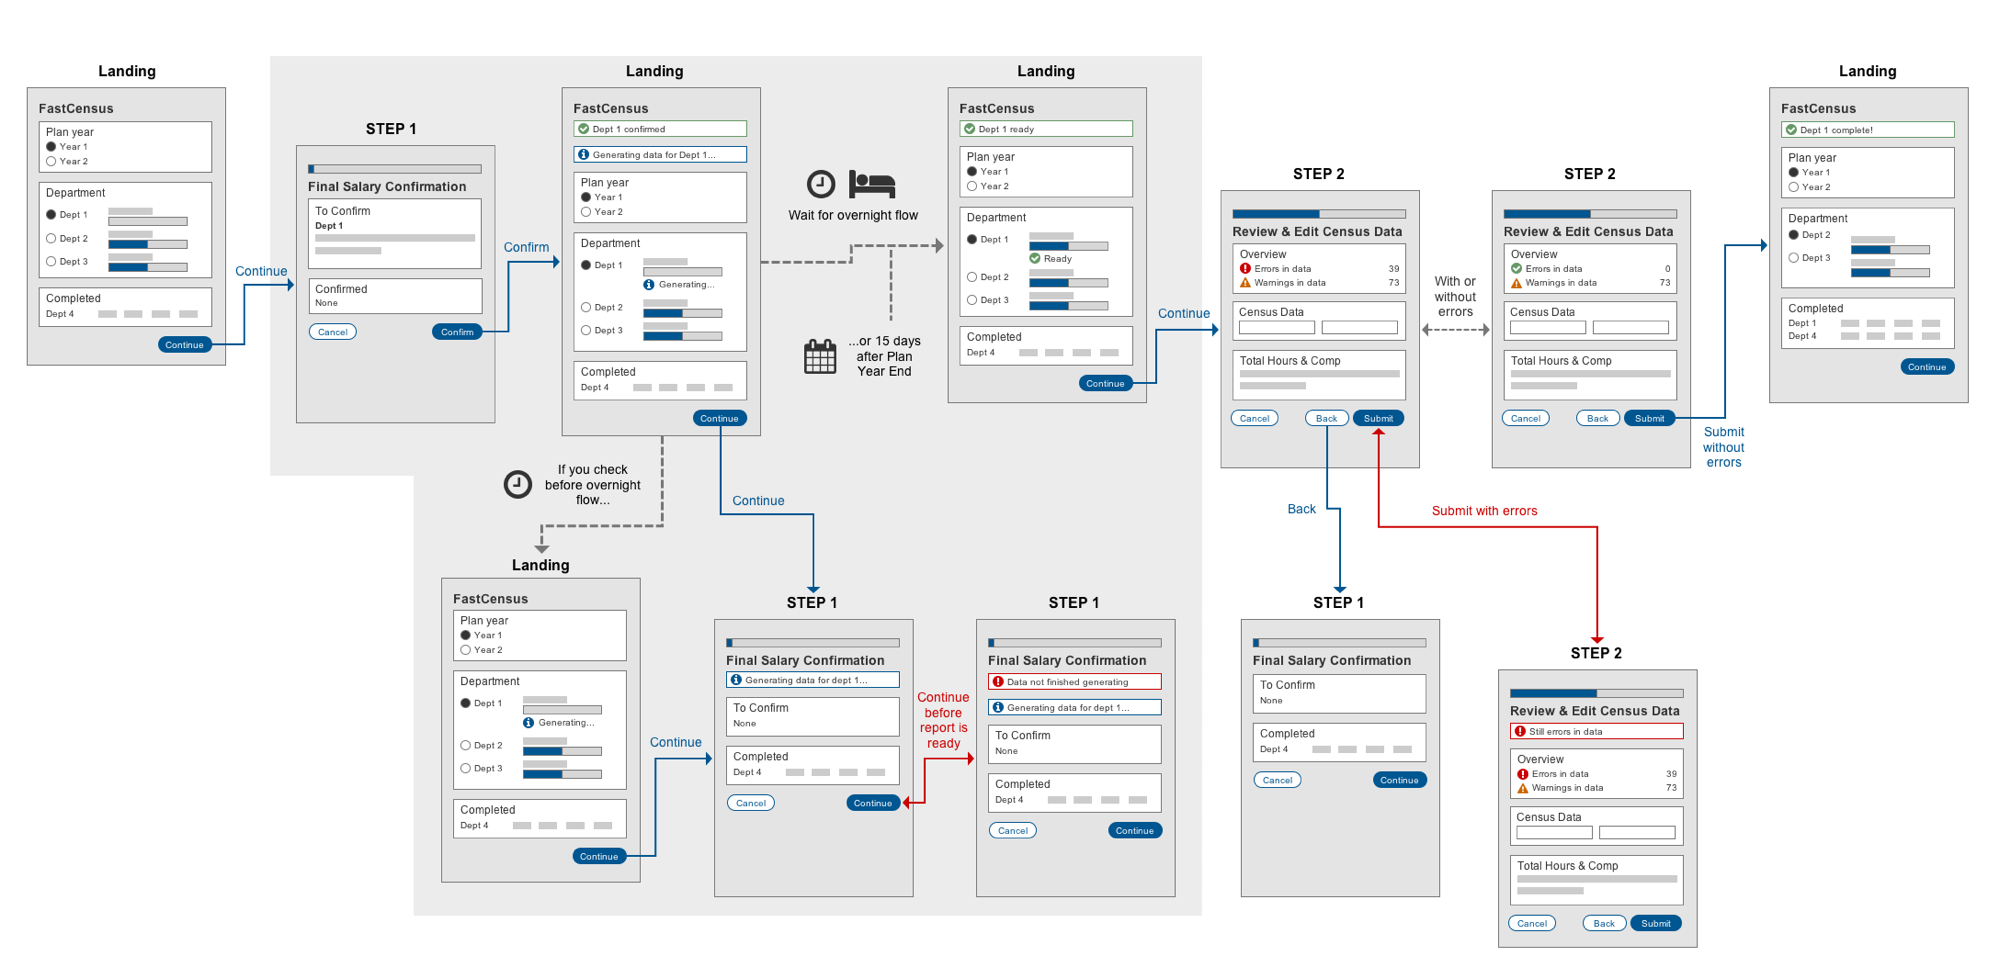 Landing
FastCensus
Plan year
Year 1
Year 2
Department
Dept 1
Dept 2
Dept 3
Completed
Dept 4
Continue
Continue
STEP 1
Final Salary Confirmation
To Confirm
Dept 1
Confirmed
None
Cancel
Confirm
Confirm
Landing
FastCensus
Dept 1 confirmed
Generating data for Dept 1...
Plan year
Year 1
Year 2
Department
Dept 1
Generating...
Dept 2
Dept 3
Completed
Dept 4
Continue
Wait for overnight flow
...or 15 days
after Plan
Year End
Landing
FastCensus
Dept 1 ready
Plan year
Year 1
Year 2
Department
Dept 1
Ready
Dept 2
Dept 3
Completed
Dept 4
Continue
Continue
STEP 2
Review & Edit Census Data
Overview
Errors in data 39
Warnings in data 73
Census Data
Total Hours & Comp
Cancel
Back
Submit
With or
without
errors
STEP 2
Review & Edit Census Data
Overview
Errors in data 0
Warnings in data 73
Census Data
Total Hours & Comp
Cancel
Back
Submit
Submit
without
errors
Landing
FastCensus
Dept 1 complete!
Plan year
Year 1
Year 2
Department
Dept 2
Dept 3
Completed
Dept 1
Dept 4
Continue
If you check
before overnight
flow...
Continue
Back
Submit with errors
Landing
FastCensus
Plan year
Year 1
Year 2
Department
Dept 1
Generating...
Dept 2
Dept 3
Completed
Dept 4
Continue
Continue
STEP 1
Final Salary Confirmation
Generating data for dept 1...
To Confirm
None
Completed
Dept 4
Cancel
Continue
Continue
before
report is
ready
STEP 1
Final Salary Confirmation
Data not finished generating
Generating data for dept 1...
To Confirm
None
Completed
Dept 4
Cancel
Continue
STEP 1
Final Salary Confirmation
To Confirm
None
Completed
Dept 4
Cancel
Continue
STEP 2
Review & Edit Census Data
Still errors in data
Overview
Errors in data 39
Warnings in data 73
Census Data
Total Hours & Comp
Cancel
Back
Submit